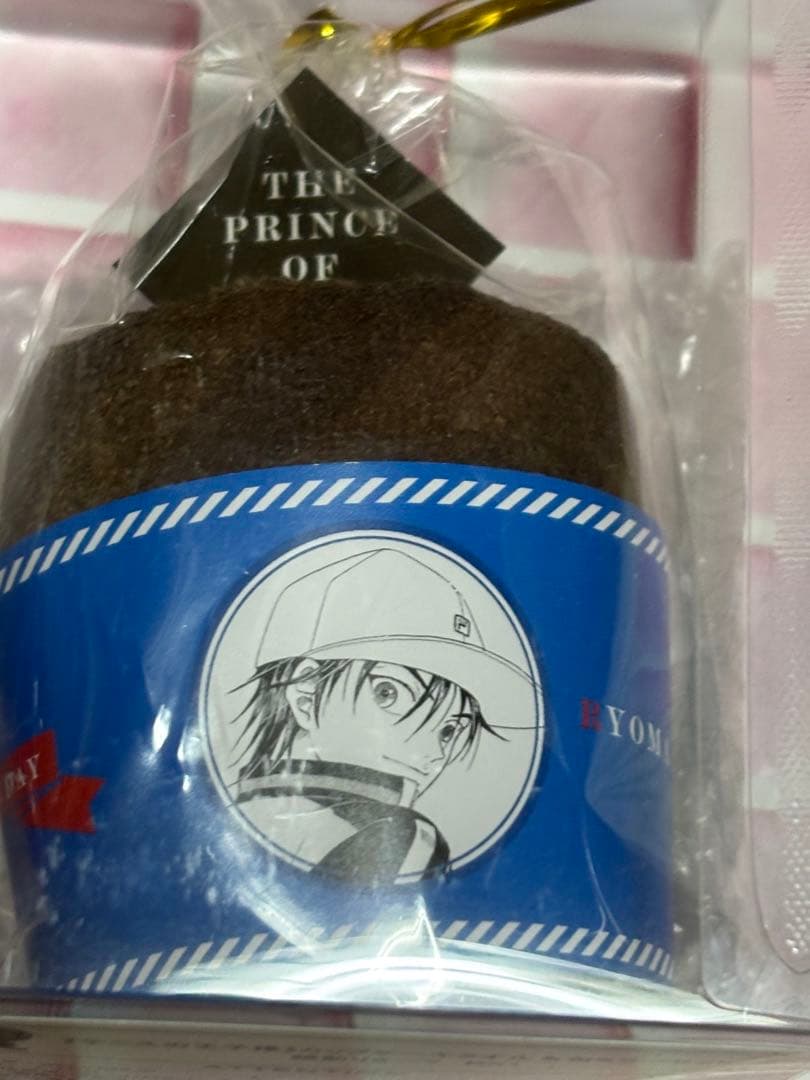 THE
PRINCE
OF
DAY
RYOM
F